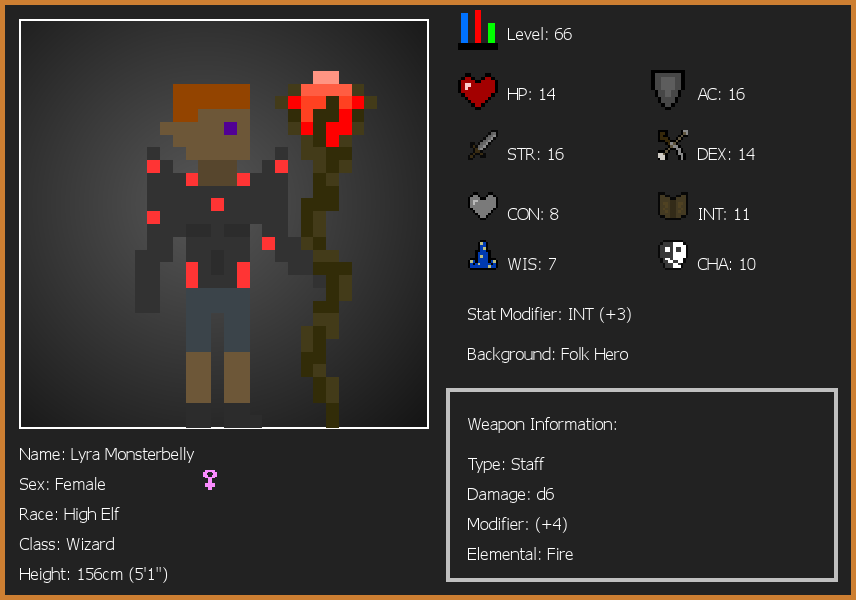 Level: 66
HP: 14
AC: 16
STR: 16
DEX: 14
CON: 8
INT: 11
WIS: 7
CHA: 10
Stat Modifier: INT (+3)
Background: Folk Hero
Weapon Information:
Type: Staff
Damage: d6
Modifier: (+4)
Elemental: Fire
Name: Lyra Monsterbelly
Sex: Female
Race: High Elf
Class: Wizard
Height: 156cm (5'1")